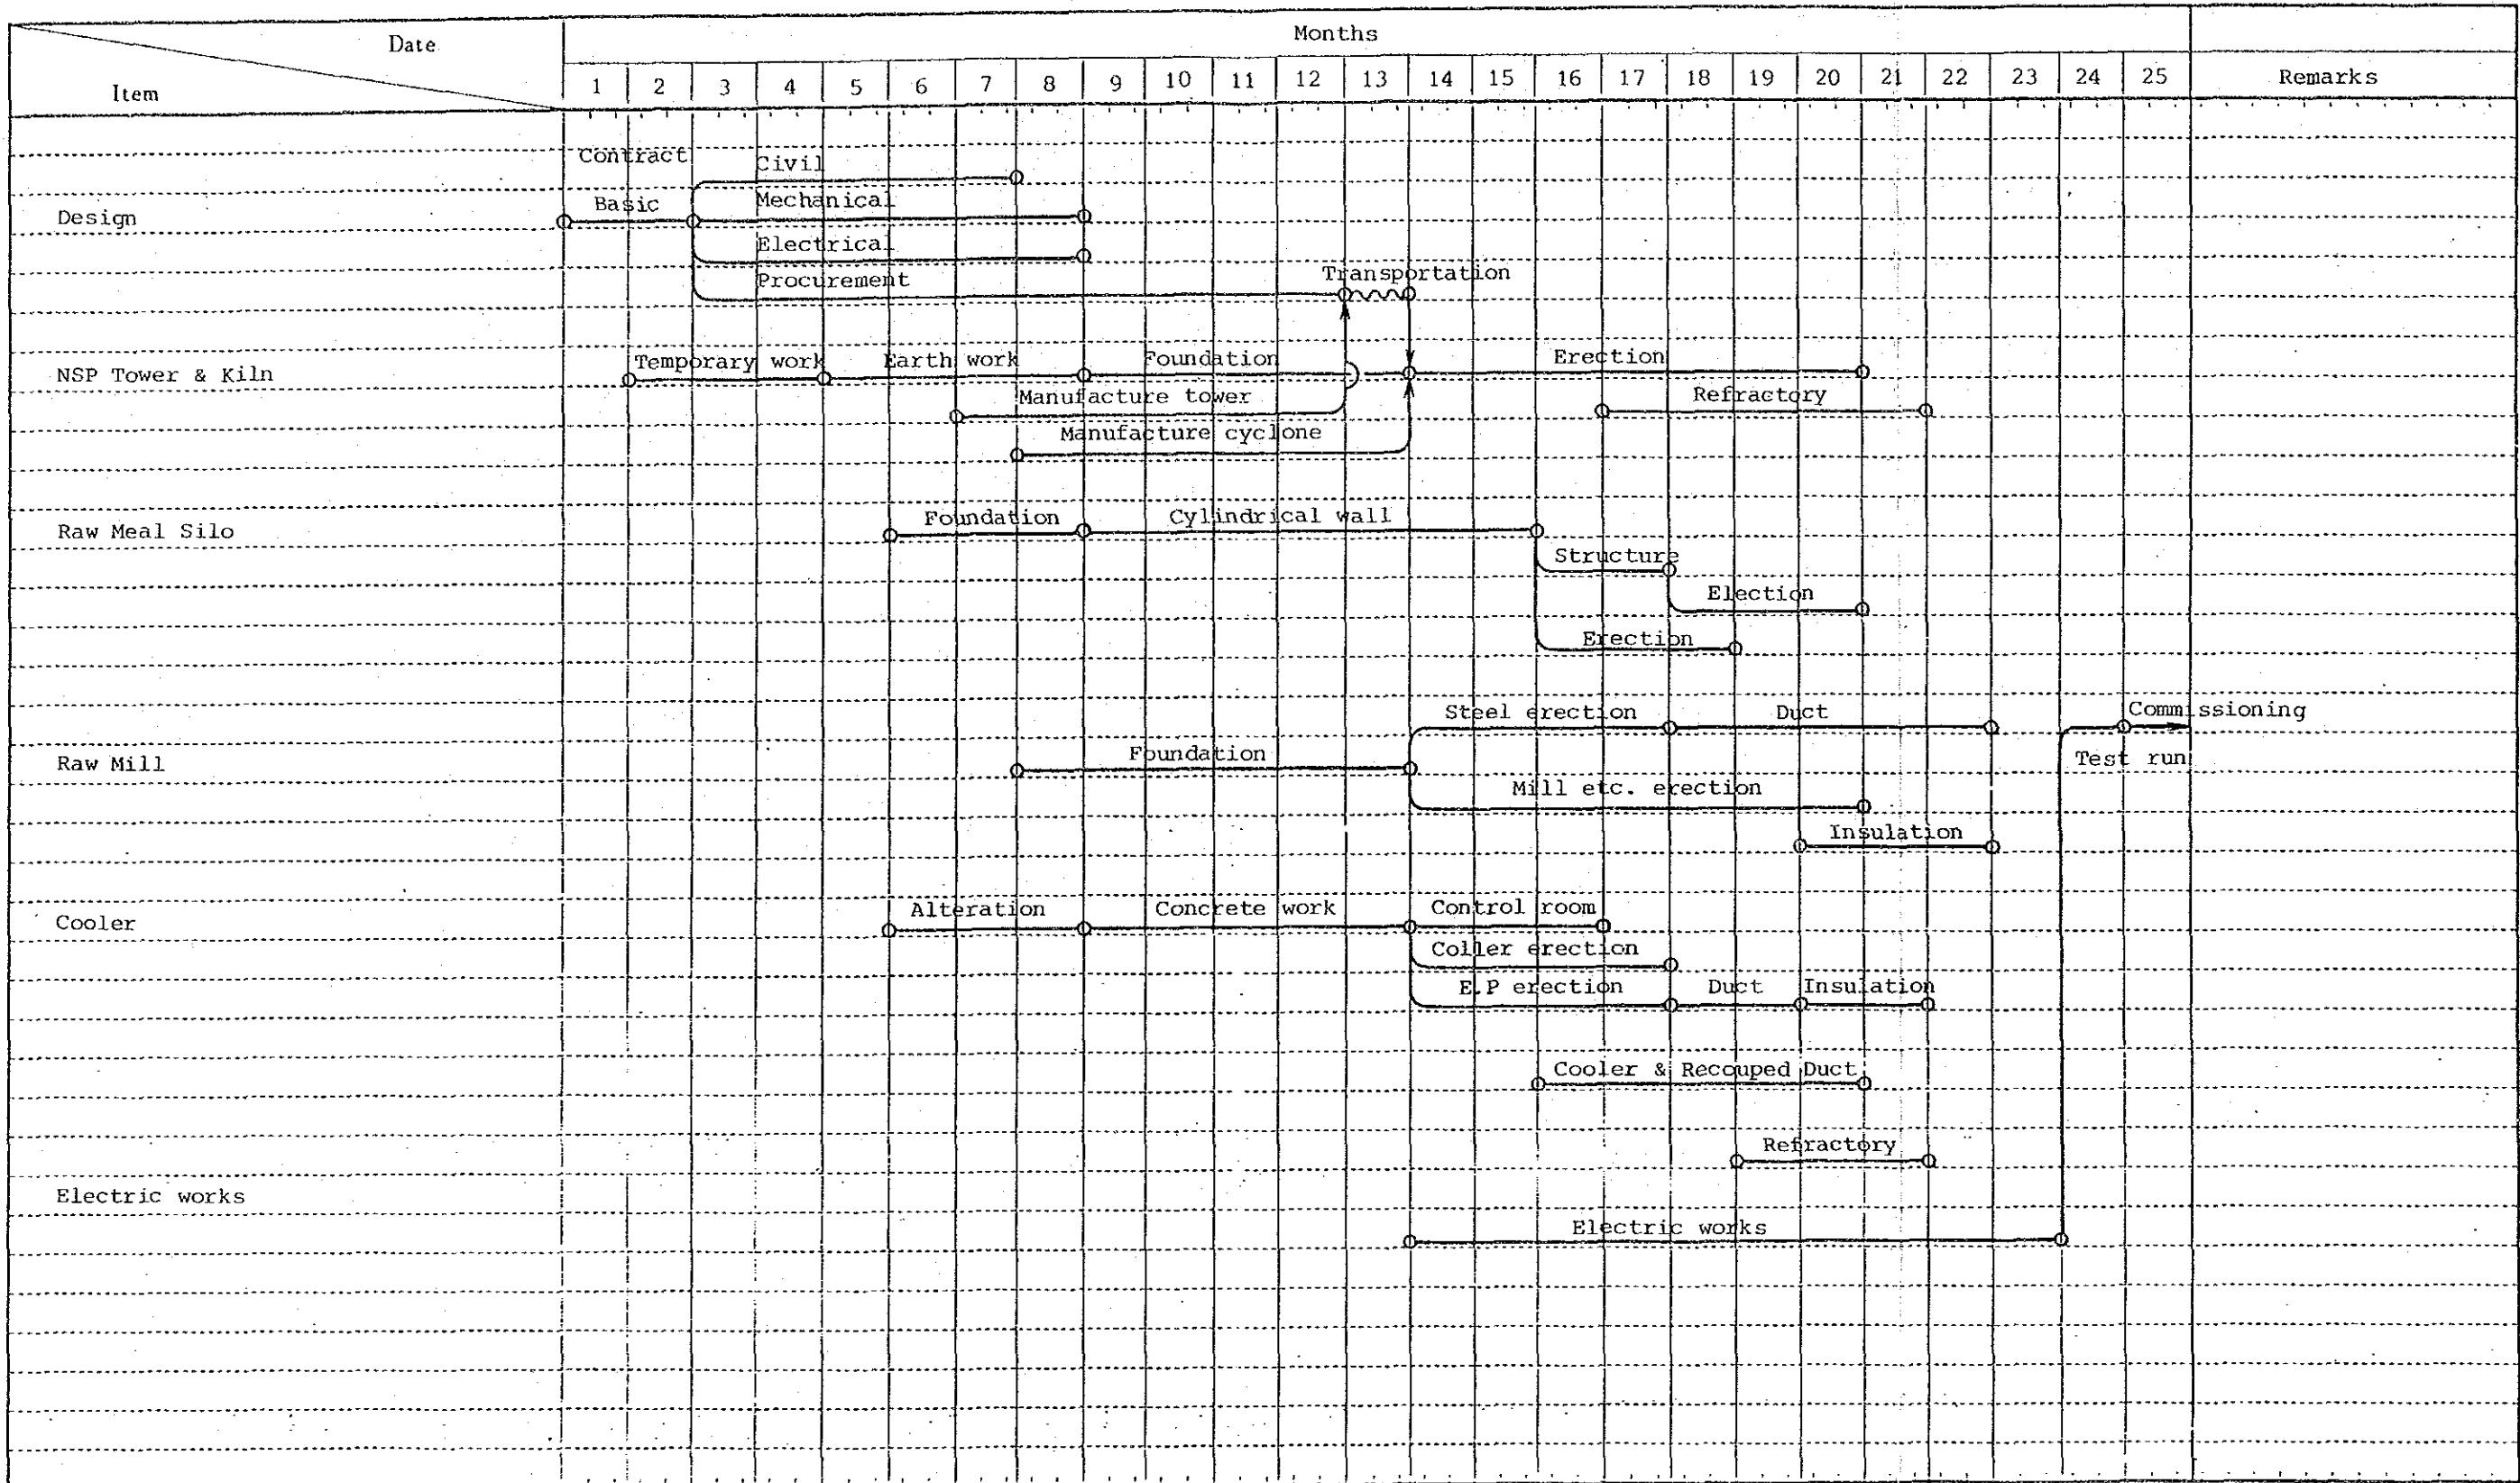 Date
Months
Item
1 2 3 4 5 6 7 8 9 10 11 12 13 14 15 16 17 18 19 20 21 22 23 24 25 Remarks
Contract
Civil
Design
Basic
Mechanical
Electrical
Procurement
Transportation
NSP Tower & Kiln
Temporary work
Earth work
Foundation
Erection
Manufacture tower
Refractory
Manufacture cyclone
Raw Meal Silo
Foundation
Cylindrical wall
Structure
Election
Erection
Steel erection
Duct
Commissioning
Raw Mill
Foundation
Test run
Mill etc. erection
Insulation
Cooler
Alteration
Concrete work
Control room
Coller erection
E.P erection
Duct
Insulation
Cooler & Recouped Duct
Refractory
Electric works
Electric works